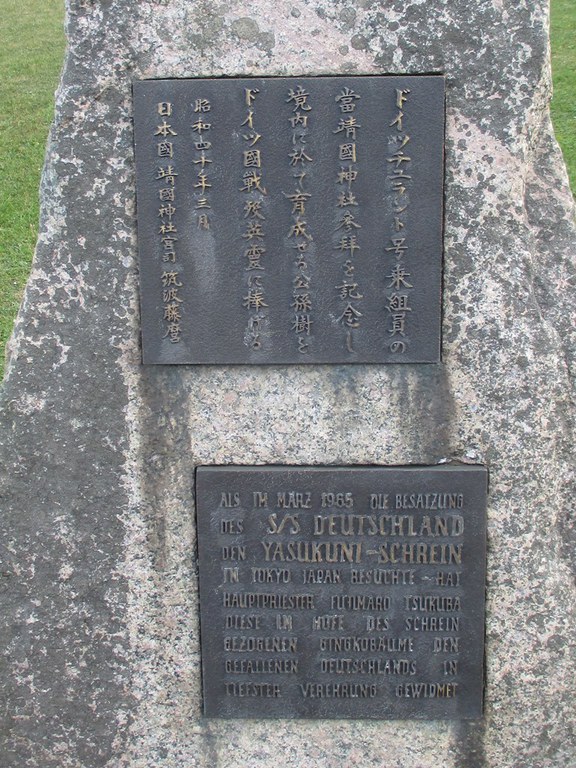 ドイツチユラント号乗組員の
當靖國神社参拜を記念し
境内に於て育成せる公孫樹を
ドイツ國戰歿英霊に捧げる
昭和四十年三月
日本國 靖國神社宮司 筑波藤麿
ALS IM MÄRZ 1965 DIE BESATZUNG
DES S/S DEUTSCHLAND
DEN YASUKUNI-SCHREIN
IN TOKYO JAPAN BESUCHTE - HAT
HAUPTPRIESTER FUJIMARO TSUKUBA
DIESE IM HOFE DES SCHREIN
GEZOGENEN GINGKOBÄUME DEN
GEFALLENEN DEUTSCHLANDS IN
TIEFSTER VEREHRUNG GEWIDMET